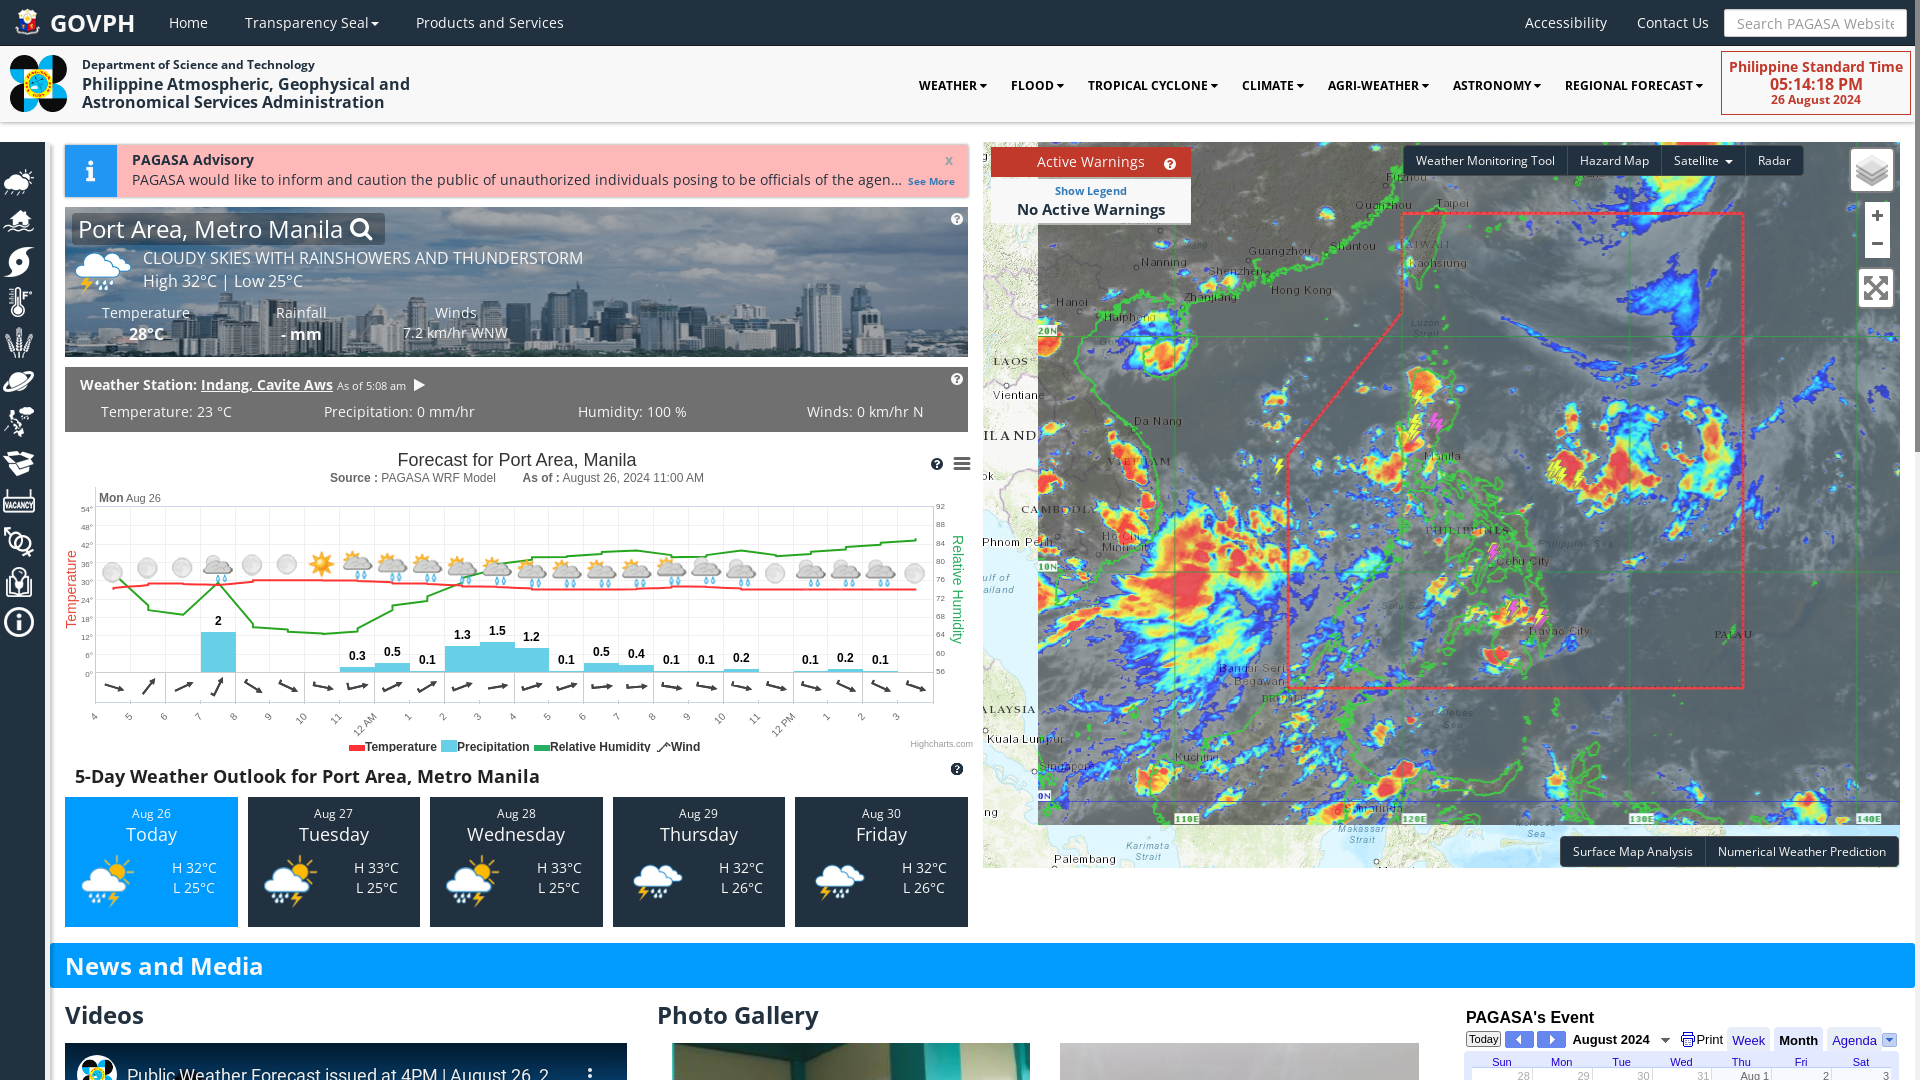 GOVPH
Home
Transparency Seal
Products and Services
Accessibility
Contact Us
Search PAGASA Website
Department of Science and Technology
Philippine Atmospheric, Geophysical and
Astronomical Services Administration
WEATHER
FLOOD
TROPICAL CYCLONE
CLIMATE
AGRI-WEATHER
ASTRONOMY
REGIONAL FORECAST
Philippine Standard Time
05:14:18 PM
26 August 2024
PAGASA Advisory
x
PAGASA would like to inform and caution the public of unauthorized individuals posing to be officials of the agen... See More
Port Area, Metro Manila
CLOUDY SKIES WITH RAINSHOWERS AND THUNDERSTORM
High 32°C | Low 25°C
Temperature Rainfall Winds
28°C - mm 7.2 km/hr WNW
Weather Station: Indang, Cavite Aws As of 5:08 am
Temperature: 23 °C Precipitation: 0 mm/hr Humidity: 100 % Winds: 0 km/hr N
Forecast for Port Area, Manila
Source : PAGASA WRF Model As of : August 26, 2024 11:00 AM
Mon Aug 26
Temperature
54° 48° 42° 36° 30° 24° 18° 12° 6° 0°
92 88 84 80 76 72 68 64 60 56
Relative Humidity
2 0.3 0.5 0.1 1.3 1.5 1.2 0.1 0.5 0.4 0.1 0.1 0.2 0.1 0.2 0.1
4 5 6 7 8 9 10 11 12 AM 1 2 3 4 5 6 7 8 9 10 11 12 PM 1 2 3
Temperature Precipitation Relative Humidity Wind
Highcharts.com
5-Day Weather Outlook for Port Area, Metro Manila
Aug 26
Today
H 32°C
L 25°C
Aug 27
Tuesday
H 33°C
L 25°C
Aug 28
Wednesday
H 33°C
L 25°C
Aug 29
Thursday
H 32°C
L 26°C
Aug 30
Friday
H 32°C
L 26°C
Active Warnings
Show Legend
No Active Warnings
Weather Monitoring Tool
Hazard Map
Satellite
Radar
+
−
Fuzhou
Quanzhou
Taipei
TAIWAN
Kaohsiung
Guangzhou
Shantou
Nanning
Shenzhen
Hong Kong
Zhanjiang
Hanoi
Haiphong
20N
Luzon
Strait
LAOS
Vientiane
Da Nang
ILAND
VIETNAM
Manila
ok
CAMBODIA
Phnom Penh
Ho Chi
Minh City
PHILIPPINES
Philippine Sea
Cebu City
10N
ulf of
ailand
Sulu Sea
Davao City
PALAU
Bandar Seri
Begawan
BRUNEI
ALAYSIA
Celebes
Sea
Kuala Lumpur
Kuching
Singapore
0N
ng
Samarinda
110E
120E
130E
140E
Makassar
Strait
Molucca
Sea
Karimata
Strait
Palembang
Surface Map Analysis
Numerical Weather Prediction
News and Media
Videos
Photo Gallery
PAGASA's Event
Today
August 2024
Print
Week
Month
Agenda
Sun Mon Tue Wed Thu Fri Sat
28 29 30 31 Aug 1 2 3
Public Weather Forecast issued at 4PM | August 26, 2...